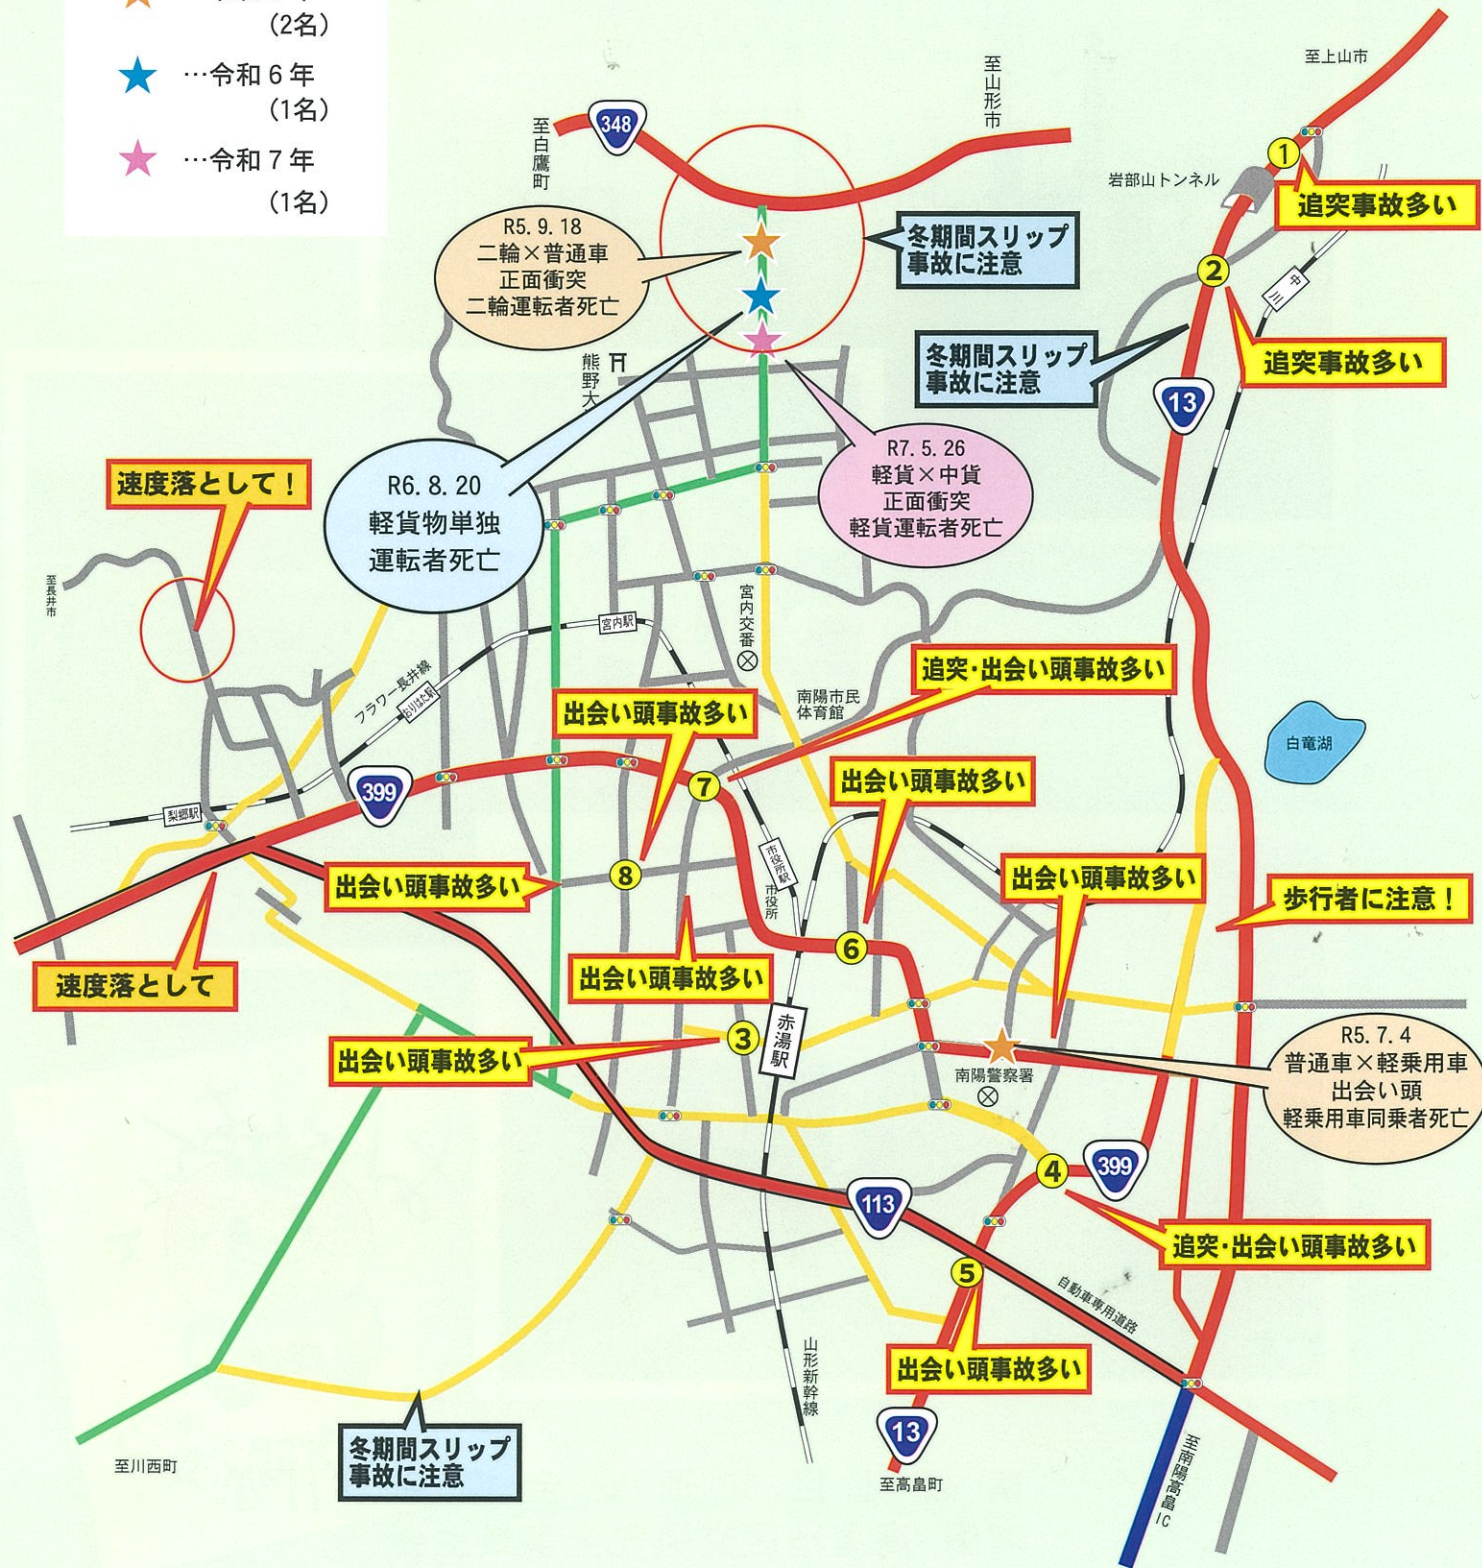 (2名)
…令和6年
(1名)
…令和7年
(1名)
至白鷹町
348
至山形市
至上山市
1
岩部山トンネル
追突事故多い
R5.9.18
二輪×普通車
正面衝突
二輪運転者死亡
冬期間スリップ
事故に注意
2
中川
冬期間スリップ
事故に注意
追突事故多い
13
熊野大
R7.5.26
軽貨×中貨
正面衝突
軽貨運転者死亡
速度落として!
R6.8.20
軽貨物単独
運転者死亡
至長井市
宮内交番
宮内駅
フラワー長井線
おりはた駅
南陽市民
体育館
追突・出会い頭事故多い
出会い頭事故多い
白竜湖
399
7
出会い頭事故多い
梨郷駅
市役所駅
市役所
8
出会い頭事故多い
出会い頭事故多い
歩行者に注意!
6
速度落として
出会い頭事故多い
赤湯駅
3
出会い頭事故多い
南陽警察署
R5.7.4
普通車×軽乗用車
出会い頭
軽乗用車同乗者死亡
4
399
113
追突・出会い頭事故多い
5
自動車専用道路
出会い頭事故多い
山形新幹線
13
冬期間スリップ
事故に注意
至川西町
至高畠町
至南陽高畠IC